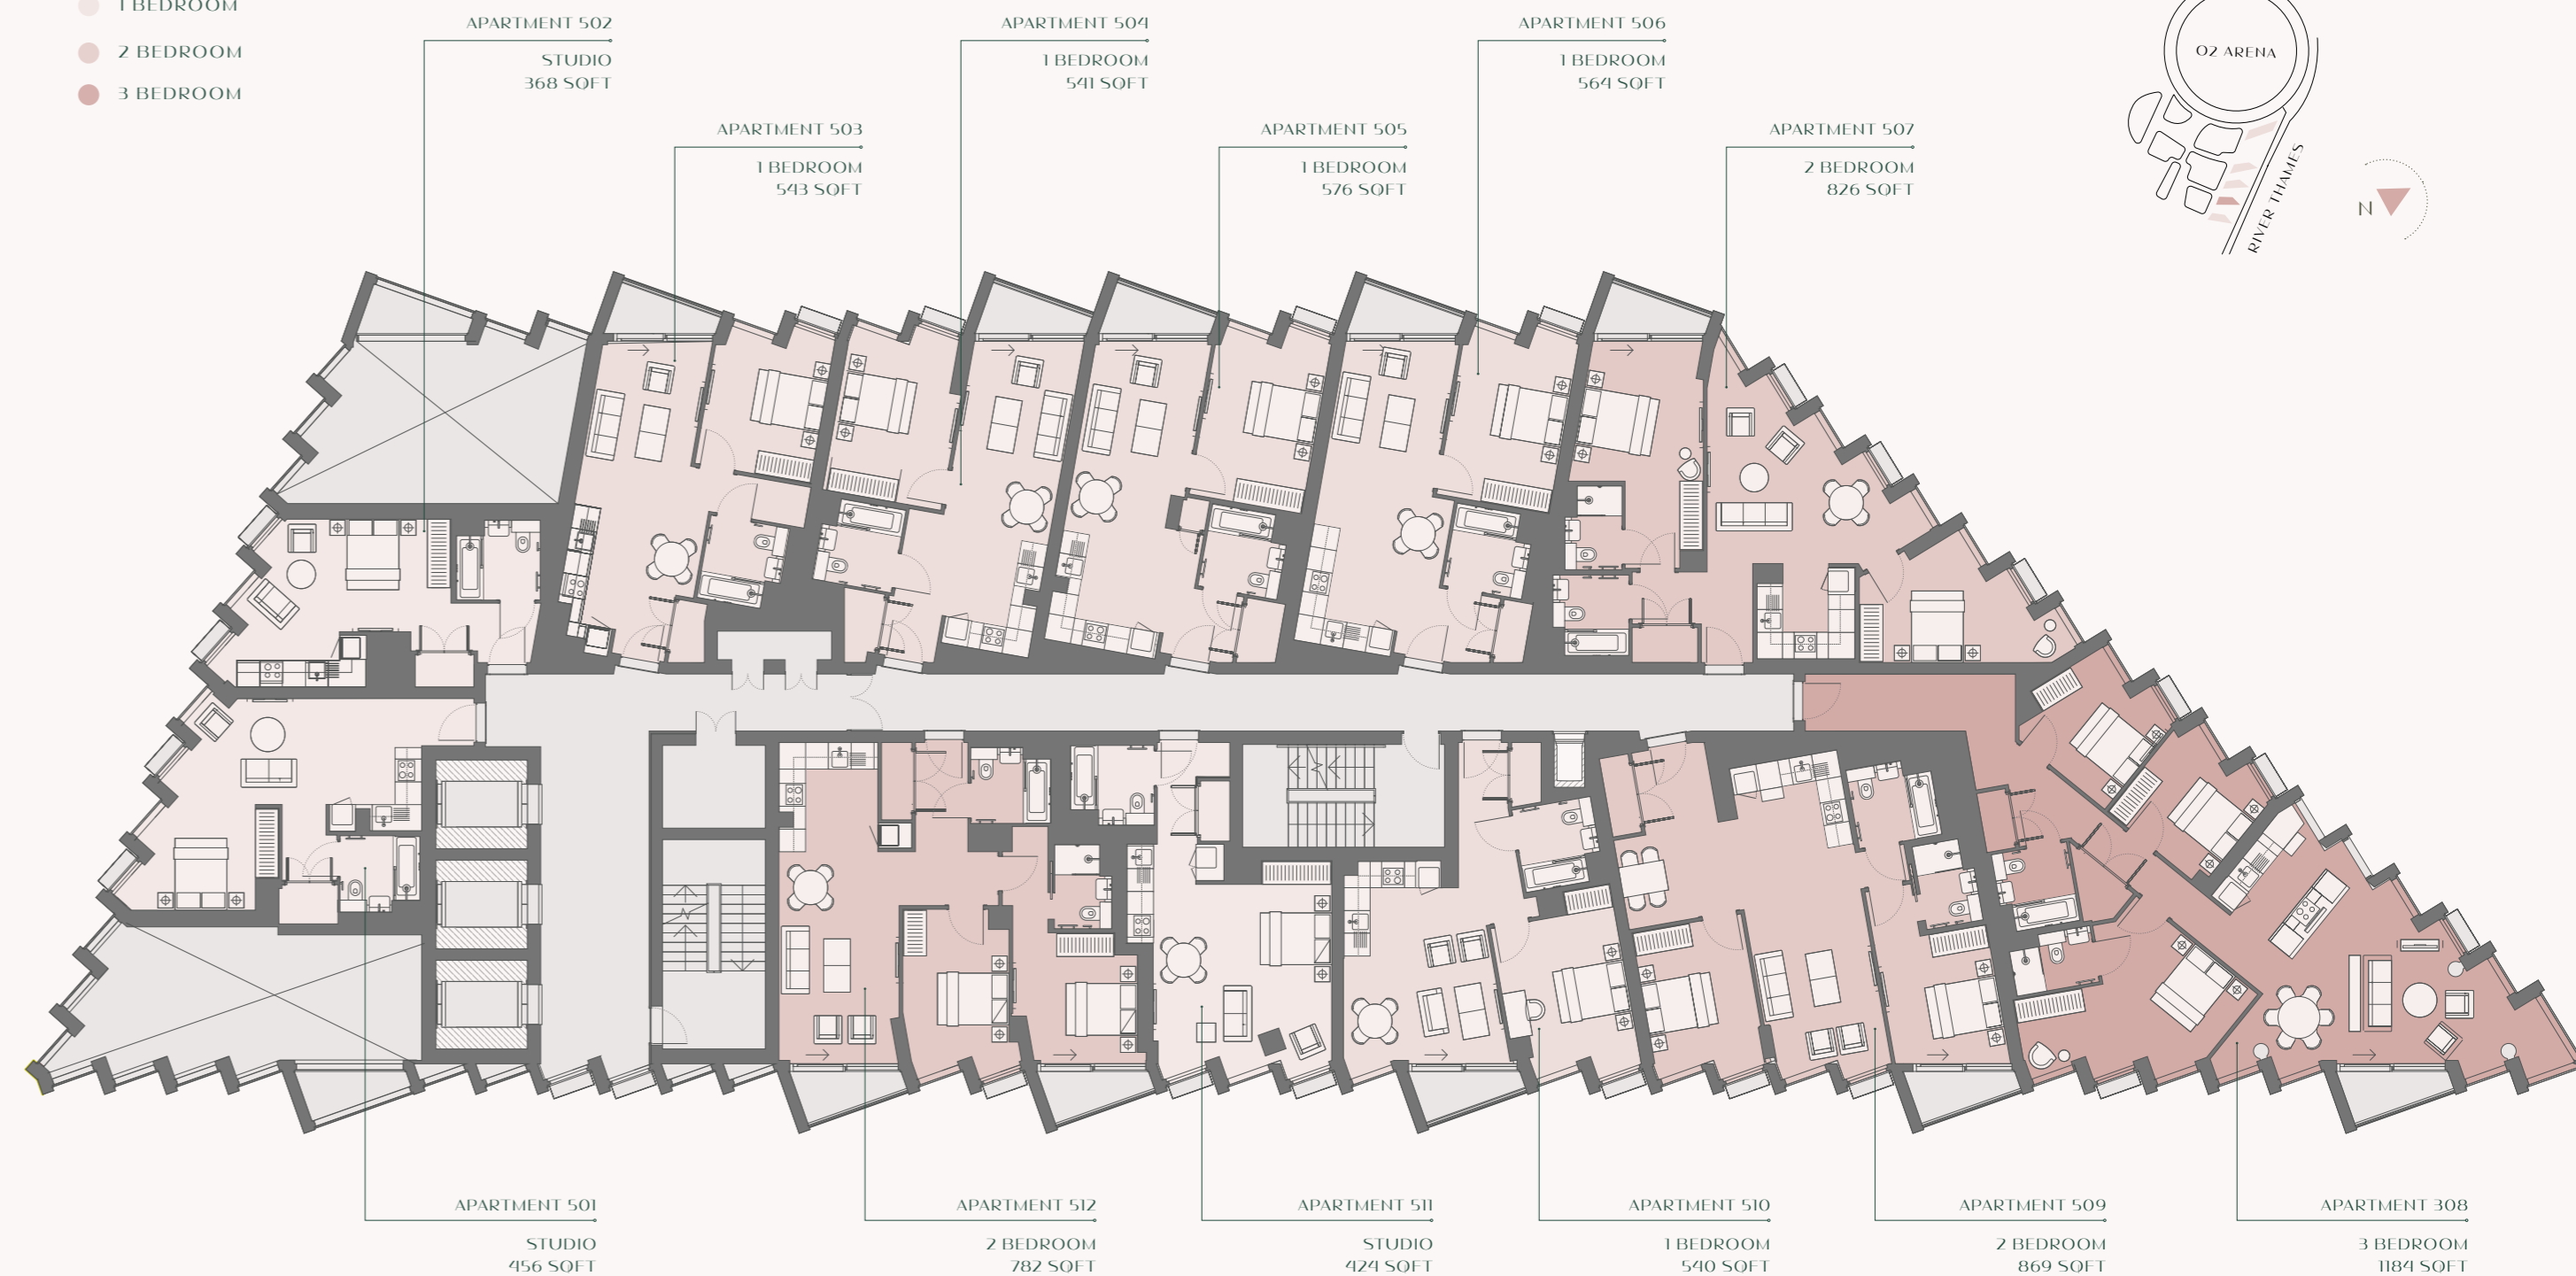 1 BEDROOM
2 BEDROOM
3 BEDROOM
APARTMENT 502
STUDIO
368 SQFT
APARTMENT 503
1 BEDROOM
543 SQFT
APARTMENT 504
1 BEDROOM
541 SQFT
APARTMENT 505
1 BEDROOM
576 SQFT
APARTMENT 506
1 BEDROOM
564 SQFT
APARTMENT 507
2 BEDROOM
826 SQFT
O2 ARENA
RIVER THAMES
N
APARTMENT 501
STUDIO
456 SQFT
APARTMENT 512
2 BEDROOM
782 SQFT
APARTMENT 511
STUDIO
424 SQFT
APARTMENT 510
1 BEDROOM
540 SQFT
APARTMENT 509
2 BEDROOM
869 SQFT
APARTMENT 308
3 BEDROOM
1184 SQFT